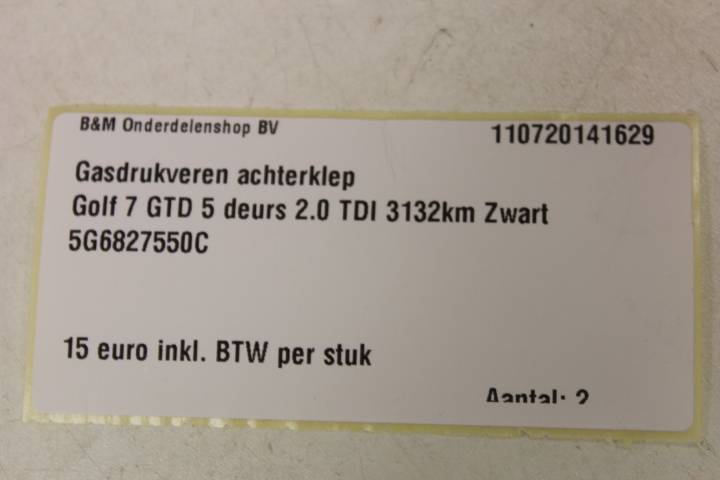 B&M Onderdelenshop BV 110720141629
Gasdrukveren achterklep
Golf 7 GTD 5 deurs 2.0 TDI 3132km Zwart
5G6827550C
15 euro inkl. BTW per stuk
Aantal: 2